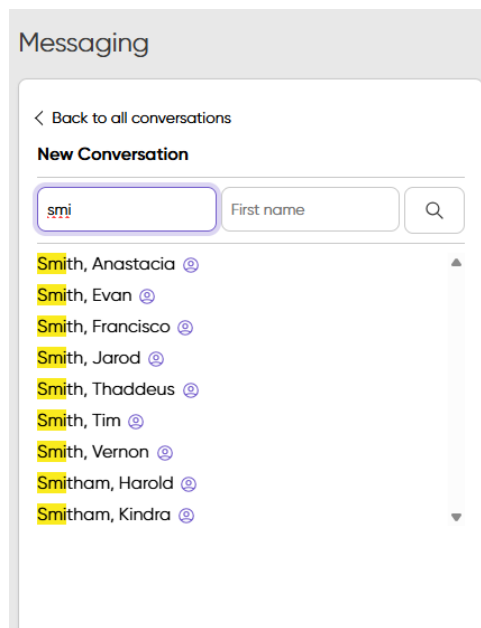 Messaging
Back to all conversations
New Conversation
smi First name
Smith, Anastacia
Smith, Evan
Smith, Francisco
Smith, Jarod
Smith, Thaddeus
Smith, Tim
Smith, Vernon
Smitham, Harold
Smitham, Kindra